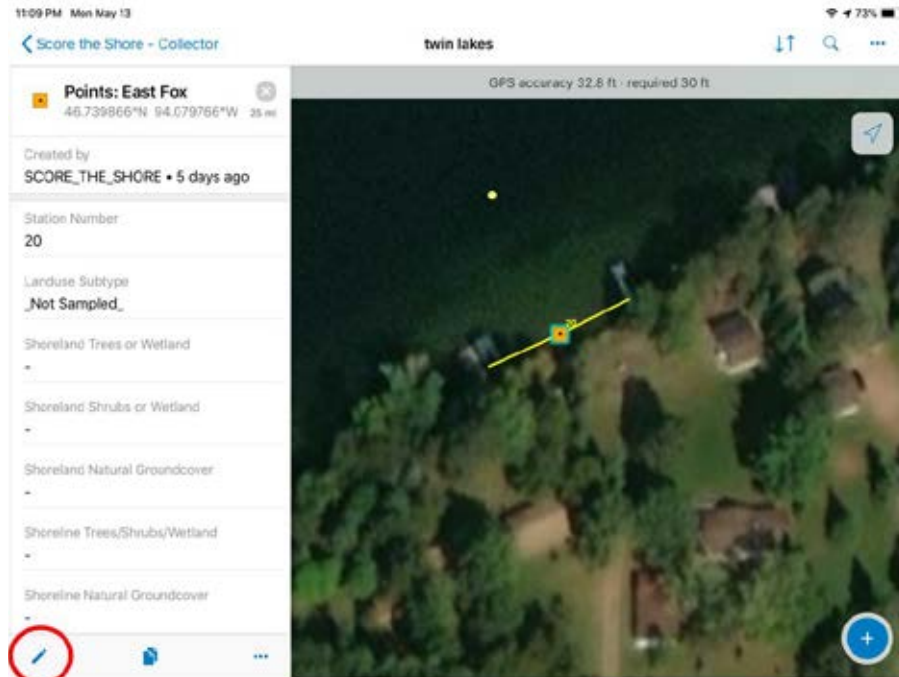 11:09 PM Mon May 13
73%
Score the Shore - Collector
twin lakes
Points: East Fox
46.739866°N 94.079766°W 25 mi
GPS accuracy 32.8 ft · required 30 ft
Created by
SCORE_THE_SHORE • 5 days ago
Station Number
20
Landuse Subtype
_Not Sampled_
Shoreland Trees or Wetland
-
Shoreland Shrubs or Wetland
-
Shoreland Natural Groundcover
-
Shoreline Trees/Shrubs/Wetland
-
Shoreline Natural Groundcover
-
20